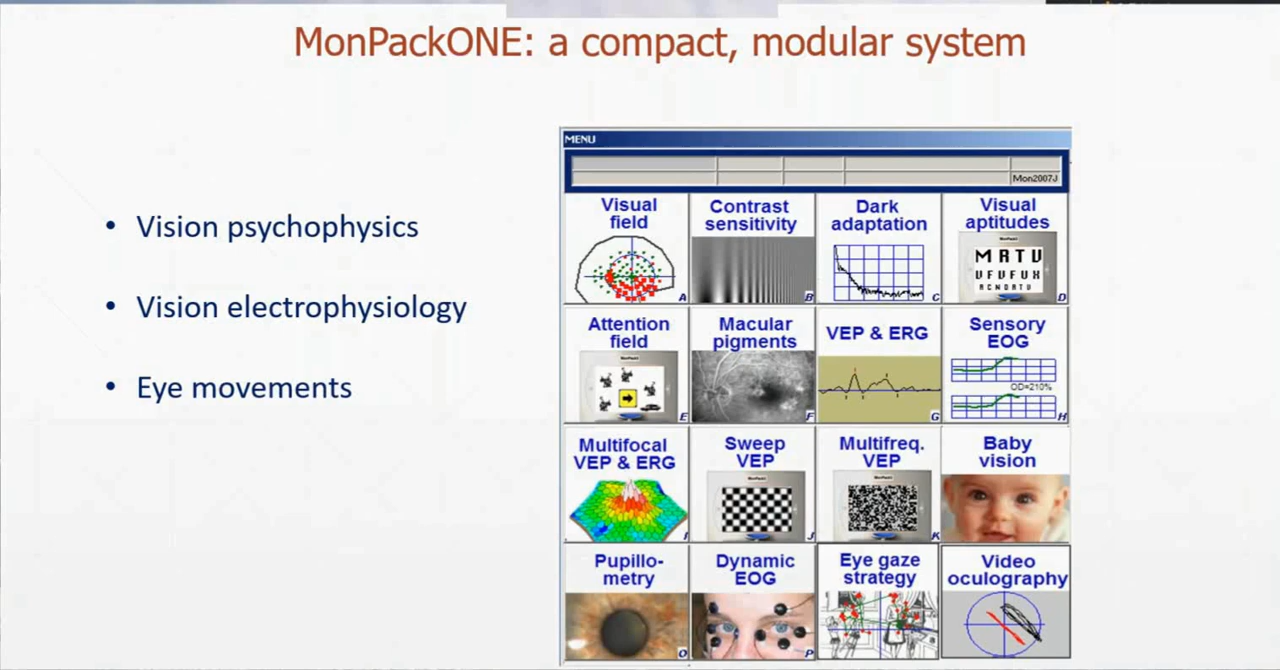 MonPackONE: a compact, modular system
• Vision psychophysics
• Vision electrophysiology
• Eye movements
MENU
Mon2007J
Visual
field
A
Contrast
sensitivity
B
Dark
adaptation
C
Visual
aptitudes
MRTV
VFVFUX
D
Attention
field
E
Macular
pigments
F
VEP & ERG
G
Sensory
EOG
OD=210%
H
Multifocal
VEP & ERG
I
Sweep
VEP
J
Multifreq.
VEP
K
Baby
vision
Pupillo-
metry
O
Dynamic
EOG
P
Eye gaze
strategy
Video
oculography